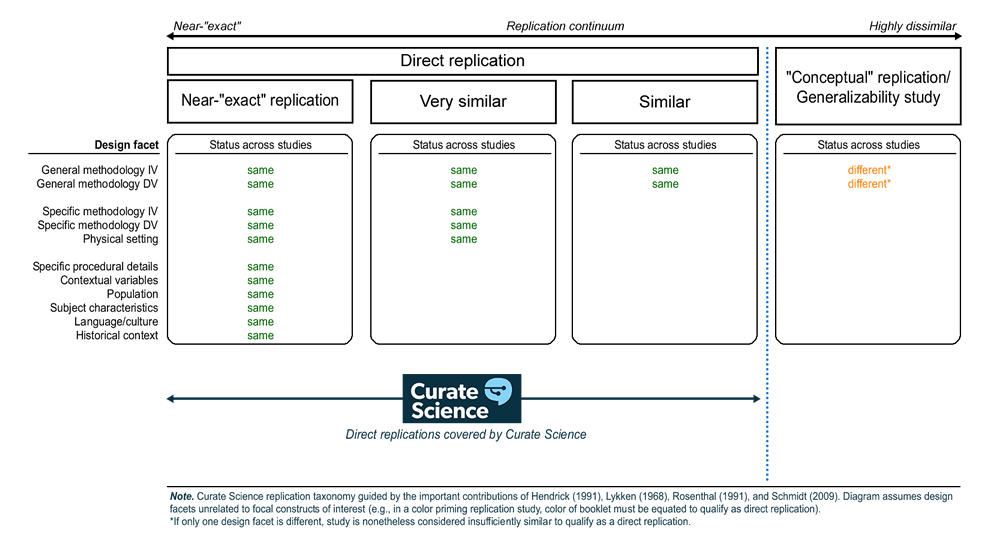 Near-"exact" Replication continuum Highly dissimilar
Direct replication
"Conceptual" replication/
Generalizability study
Near-"exact" replication Very similar Similar
Design facet Status across studies Status across studies Status across studies Status across studies
General methodology IV same same same different*
General methodology DV same same same different*
Specific methodology IV same same
Specific methodology DV same same
Physical setting same same
Specific procedural details same
Contextual variables same
Population same
Subject characteristics same
Language/culture same
Historical context same
Curate
Science
Direct replications covered by Curate Science
Note. Curate Science replication taxonomy guided by the important contributions of Hendrick (1991), Lykken (1968), Rosenthal (1991), and Schmidt (2009). Diagram assumes design
facets unrelated to focal constructs of interest (e.g., in a color priming replication study, color of booklet must be equated to qualify as direct replication).
*If only one design facet is different, study is nonetheless considered insufficiently similar to qualify as a direct replication.